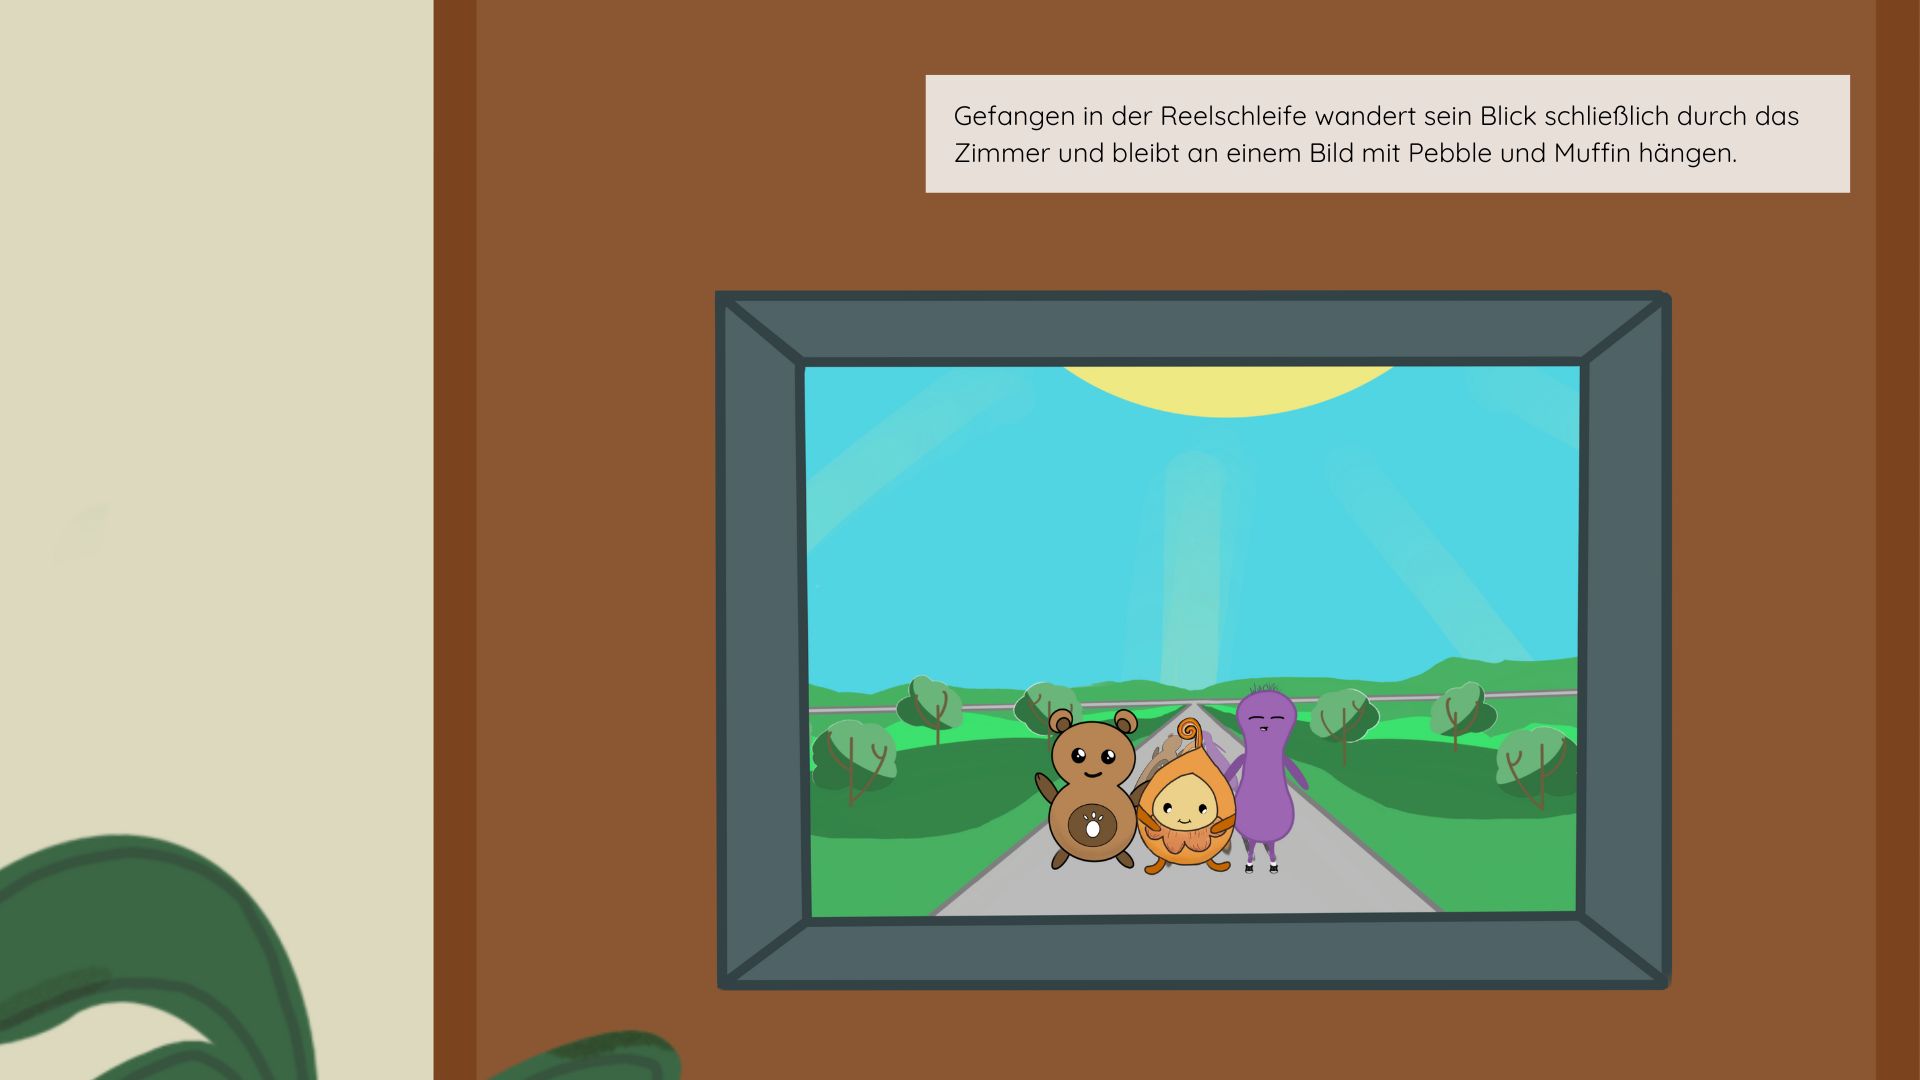 Gefangen in der Reelschleife wandert sein Blick schließlich durch das
Zimmer und bleibt an einem Bild mit Pebble und Muffin hängen.